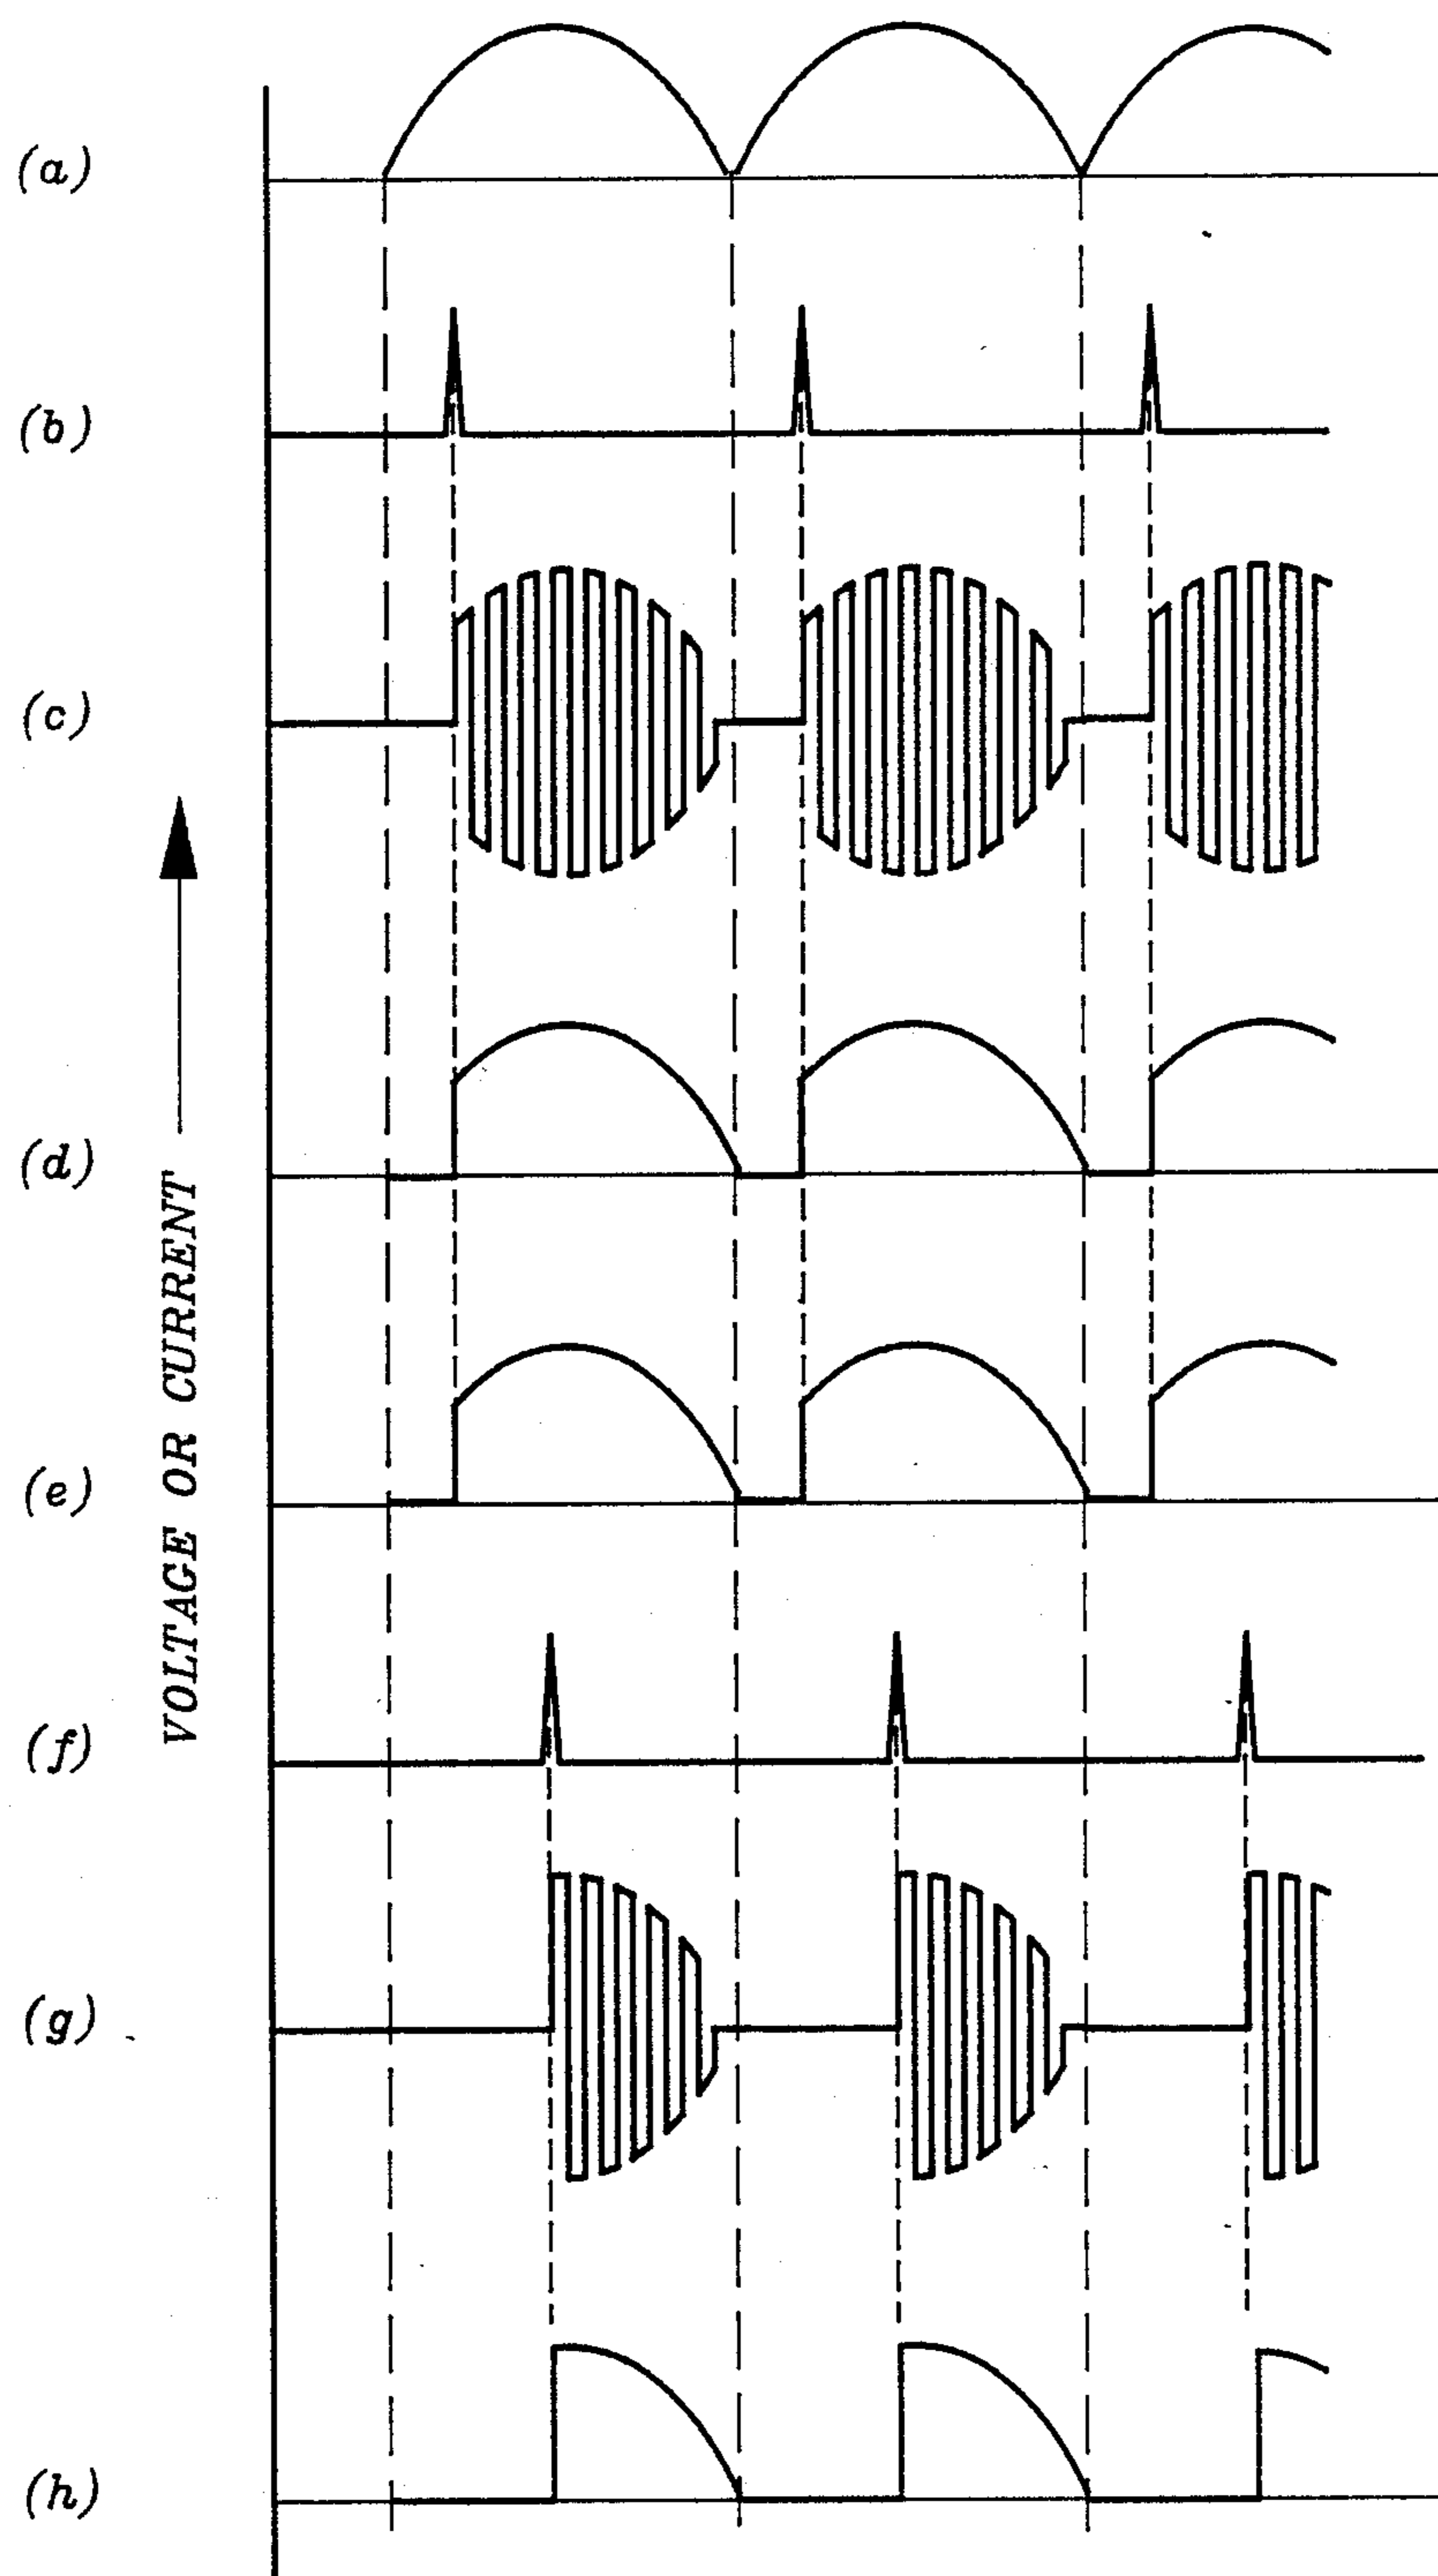 (a)
(b)
(c)
(d)
(e)
(f)
(g)
(h)
VOLTAGE OR CURRENT